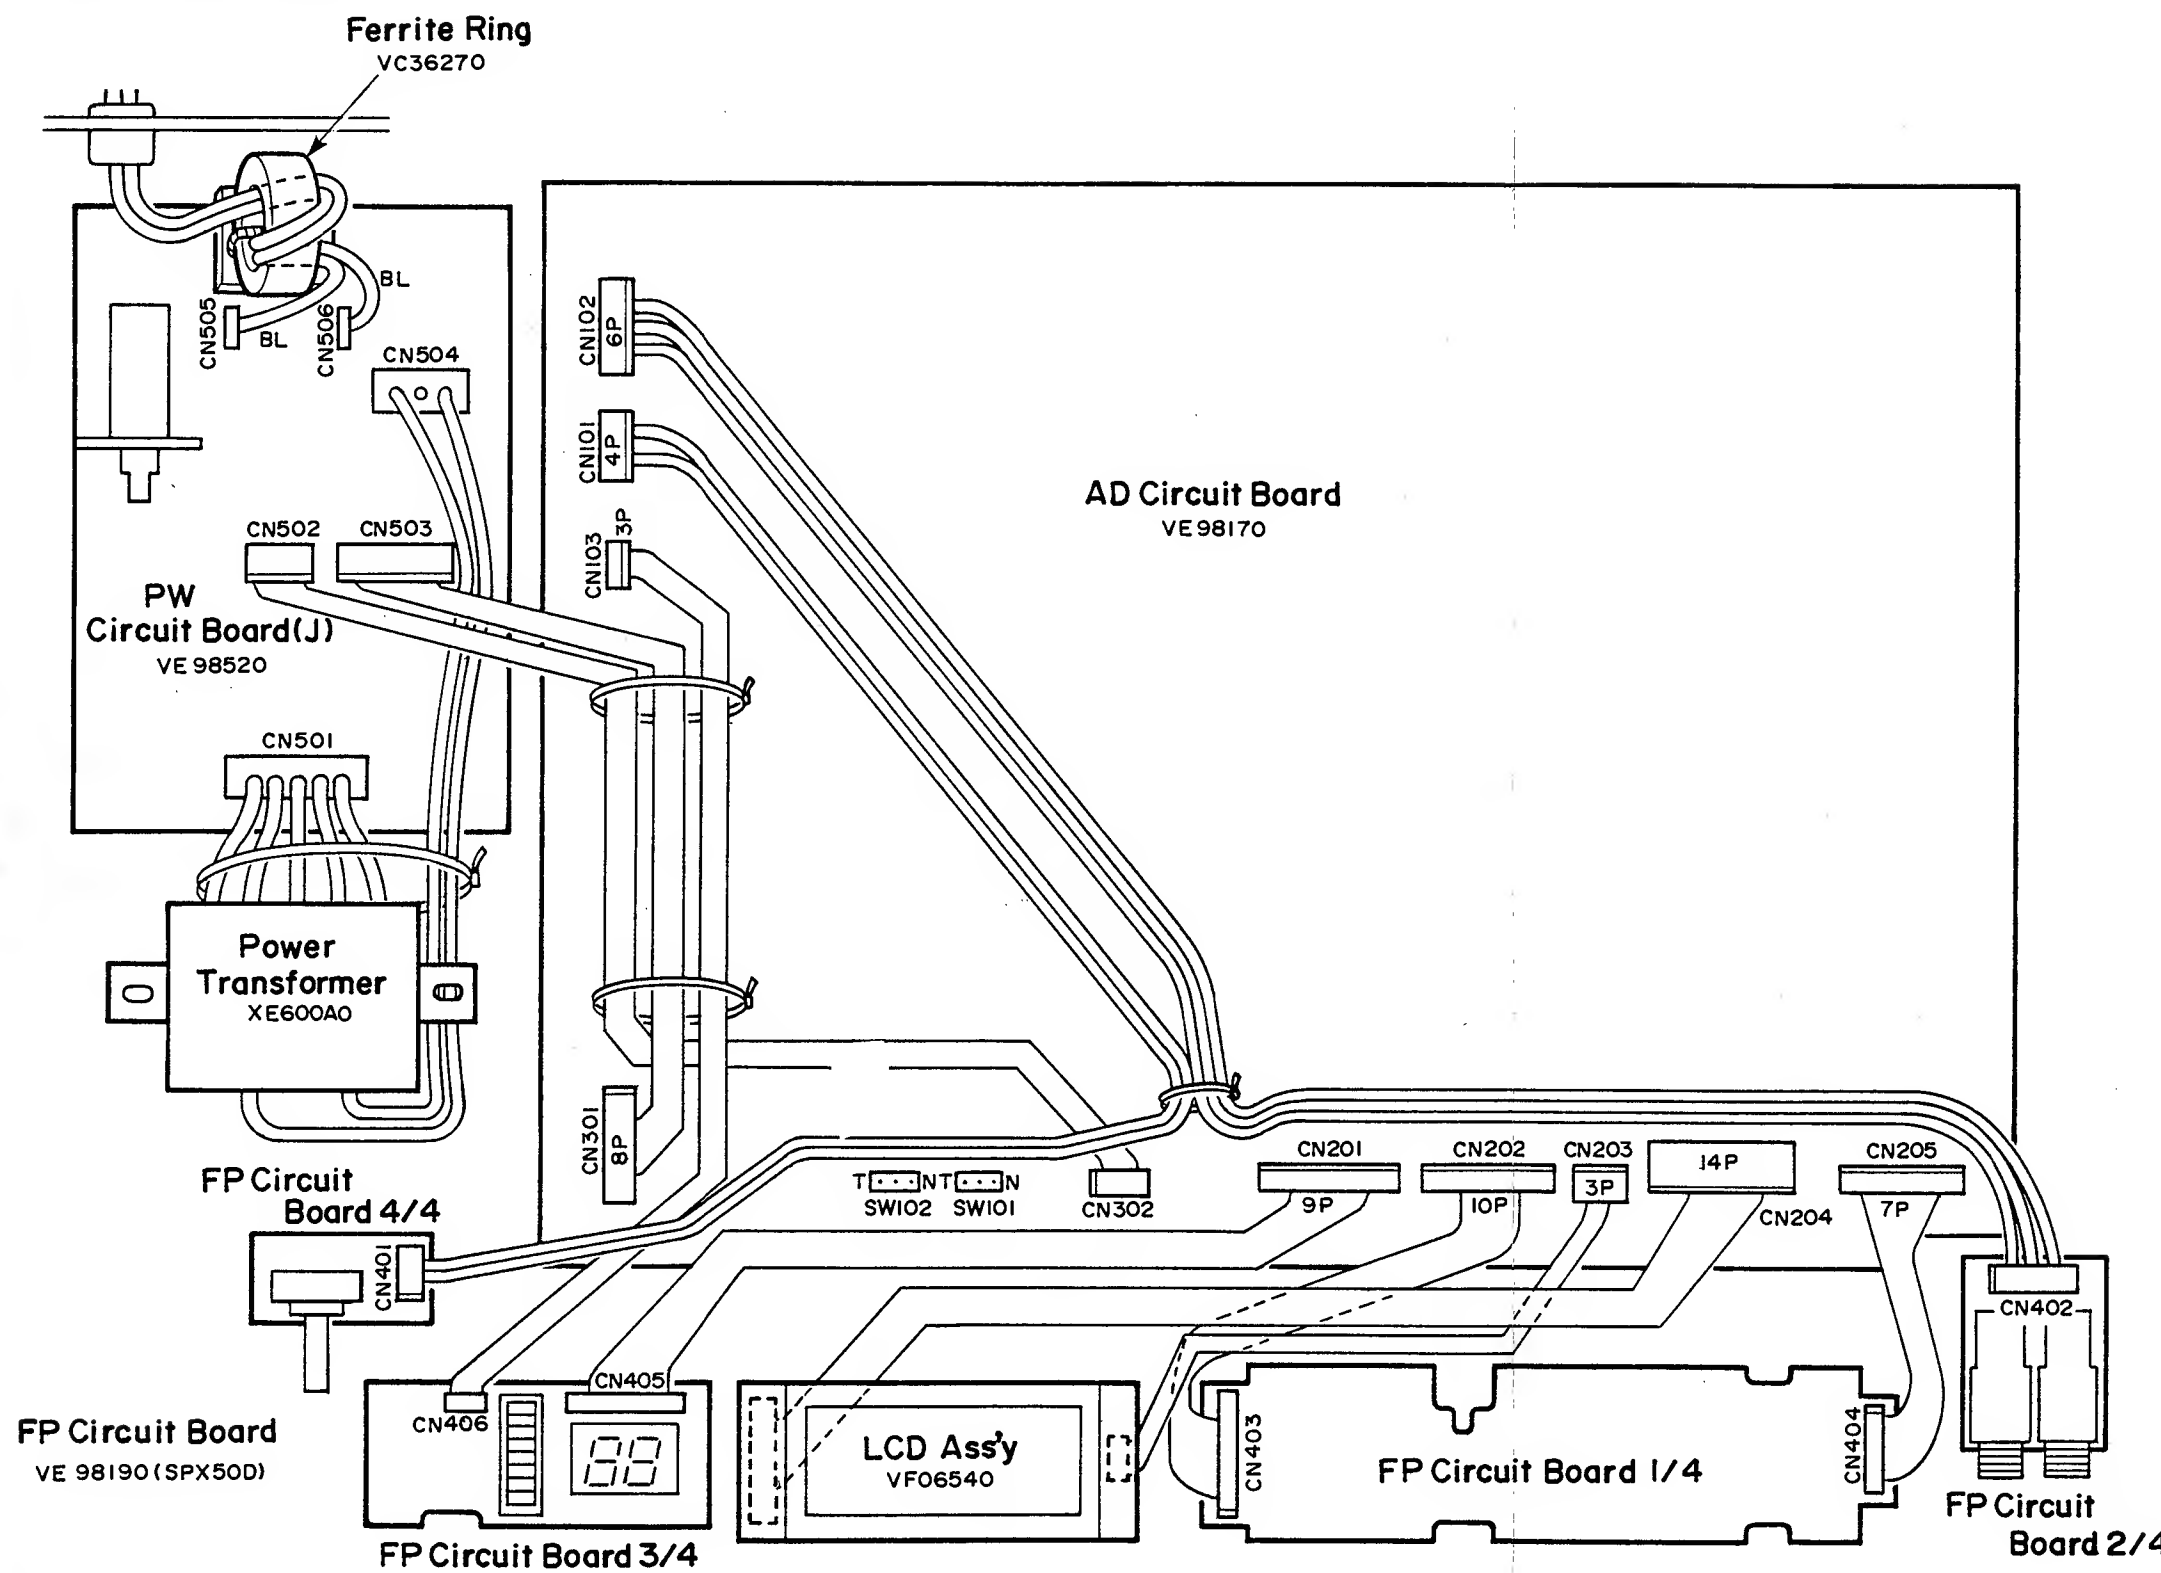 Ferrite Ring
VC36270
BL
BL
CN505
CN506
CN504
CN502
CN503
PW
Circuit Board(J)
VE 98520
CN501
Power
Transformer
XE600A0
CN102
6P
CN101
4P
CN103
3P
AD Circuit Board
VE98170
CN301
8P
T
N
SW102
T
N
SW101
CN302
CN201
9P
CN202
10P
CN203
3P
14P
CN204
CN205
7P
FP Circuit
Board 4/4
CN401
CN402
CN406
CN405
88
FP Circuit Board
VE 98190(SPX50D)
FP Circuit Board 3/4
LCD Ass'y
VF06540
CN403
FP Circuit Board 1/4
CN404
FP Circuit
Board 2/4